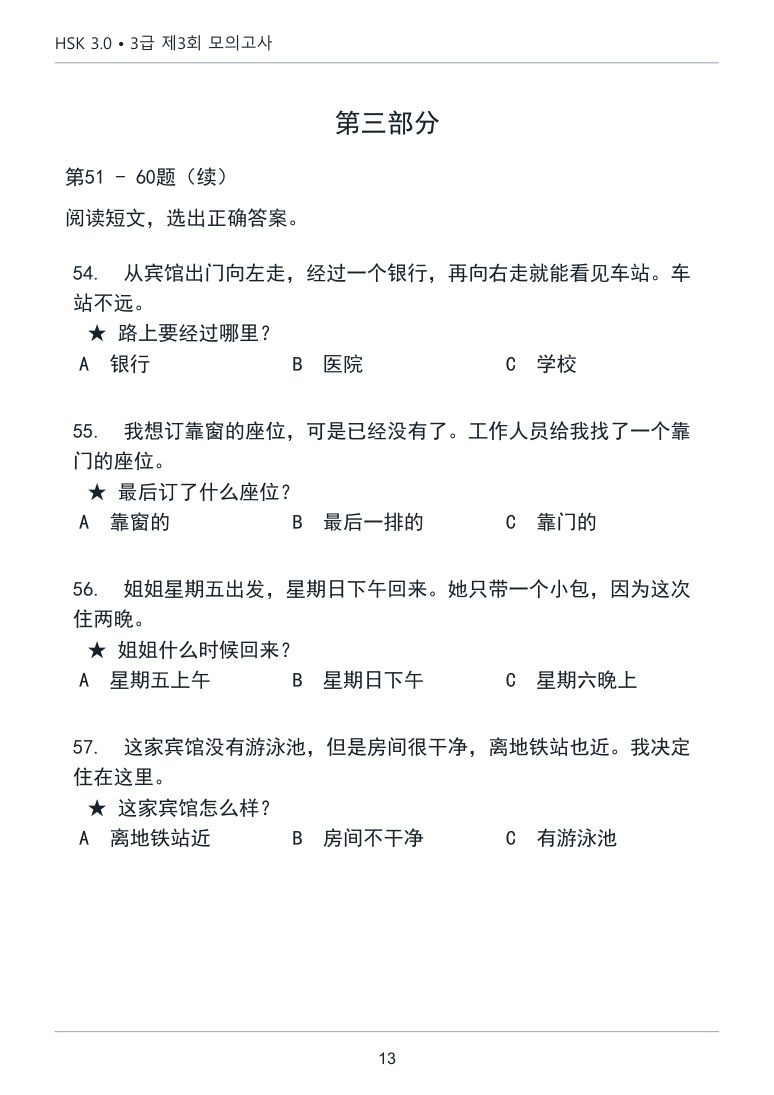 HSK 3.0 • 3급 제3회 모의고사
第三部分
第51 - 60题（续）
阅读短文，选出正确答案。
54. 从宾馆出门向左走，经过一个银行，再向右走就能看见车站。车
站不远。
★ 路上要经过哪里？
A 银行 B 医院 C 学校
55. 我想订靠窗的座位，可是已经没有了。工作人员给我找了一个靠
门的座位。
★ 最后订了什么座位？
A 靠窗的 B 最后一排的 C 靠门的
56. 姐姐星期五出发，星期日下午回来。她只带一个小包，因为这次
住两晚。
★ 姐姐什么时候回来？
A 星期五上午 B 星期日下午 C 星期六晚上
57. 这家宾馆没有游泳池，但是房间很干净，离地铁站也近。我决定
住在这里。
★ 这家宾馆怎么样？
A 离地铁站近 B 房间不干净 C 有游泳池
13